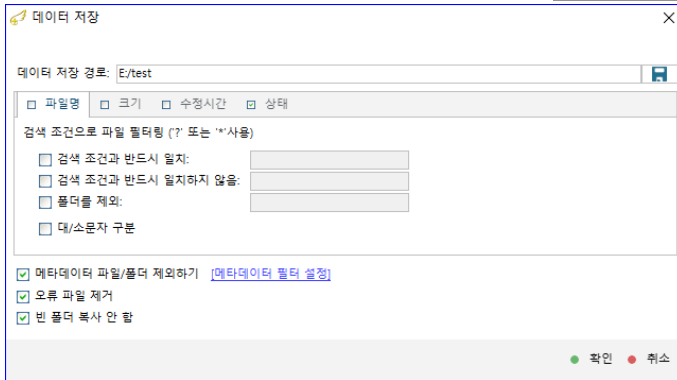 데이터 저장
데이터 저장 경로: E:/test
파일명 크기 수정시간 상태
검색 조건으로 파일 필터링 ('?' 또는 '*'사용)
검색 조건과 반드시 일치:
검색 조건과 반드시 일치하지 않음:
폴더를 제외:
대/소문자 구분
메타데이터 파일/폴더 제외하기 [메타데이터 필터 설정]
오류 파일 제거
빈 폴더 복사 안 함
확인 취소